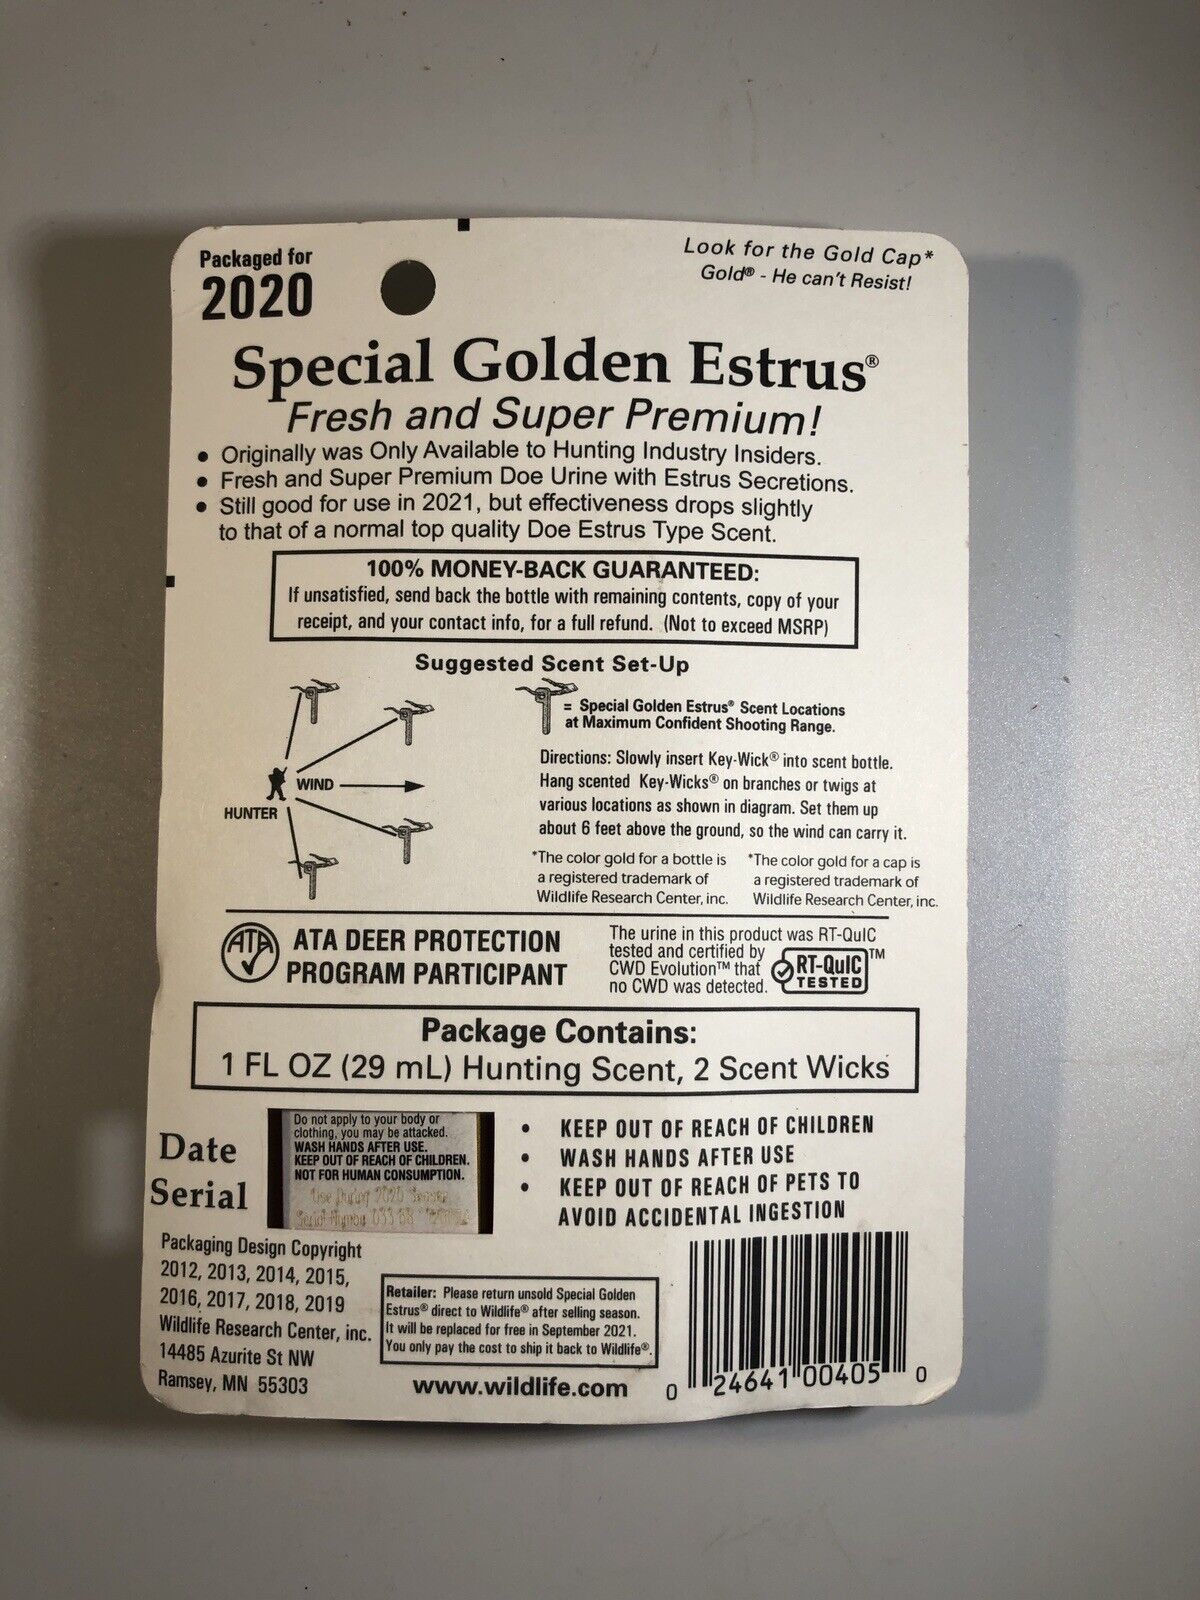 Packaged for
2020
Look for the Gold Cap*
Gold® - He can't Resist!
Special Golden Estrus®
Fresh and Super Premium!
• Originally was Only Available to Hunting Industry Insiders.
• Fresh and Super Premium Doe Urine with Estrus Secretions.
• Still good for use in 2021, but effectiveness drops slightly
to that of a normal top quality Doe Estrus Type Scent.
100% MONEY-BACK GUARANTEED:
If unsatisfied, send back the bottle with remaining contents, copy of your
receipt, and your contact info, for a full refund. (Not to exceed MSRP)
Suggested Scent Set-Up
= Special Golden Estrus® Scent Locations
at Maximum Confident Shooting Range.
WIND
HUNTER
Directions: Slowly insert Key-Wick® into scent bottle.
Hang scented Key-Wicks® on branches or twigs at
various locations as shown in diagram. Set them up
about 6 feet above the ground, so the wind can carry it.
*The color gold for a bottle is
a registered trademark of
Wildlife Research Center, inc.
*The color gold for a cap is
a registered trademark of
Wildlife Research Center, inc.
ATA
ATA DEER PROTECTION
PROGRAM PARTICIPANT
The urine in this product was RT-QuIC
tested and certified by
CWD Evolution™ that
no CWD was detected.
RT-QuIC™
TESTED
Package Contains:
1 FL OZ (29 mL) Hunting Scent, 2 Scent Wicks
Date
Serial
Do not apply to your body or
clothing, you may be attacked.
WASH HANDS AFTER USE.
KEEP OUT OF REACH OF CHILDREN.
NOT FOR HUMAN CONSUMPTION.
Use During 2020 Season
• KEEP OUT OF REACH OF CHILDREN
• WASH HANDS AFTER USE
• KEEP OUT OF REACH OF PETS TO
AVOID ACCIDENTAL INGESTION
Packaging Design Copyright
2012, 2013, 2014, 2015,
2016, 2017, 2018, 2019
Wildlife Research Center, inc.
14485 Azurite St NW
Ramsey, MN 55303
Retailer: Please return unsold Special Golden
Estrus® direct to Wildlife® after selling season.
It will be replaced for free in September 2021.
You only pay the cost to ship it back to Wildlife®.
www.wildlife.com
0 24641 00405 0